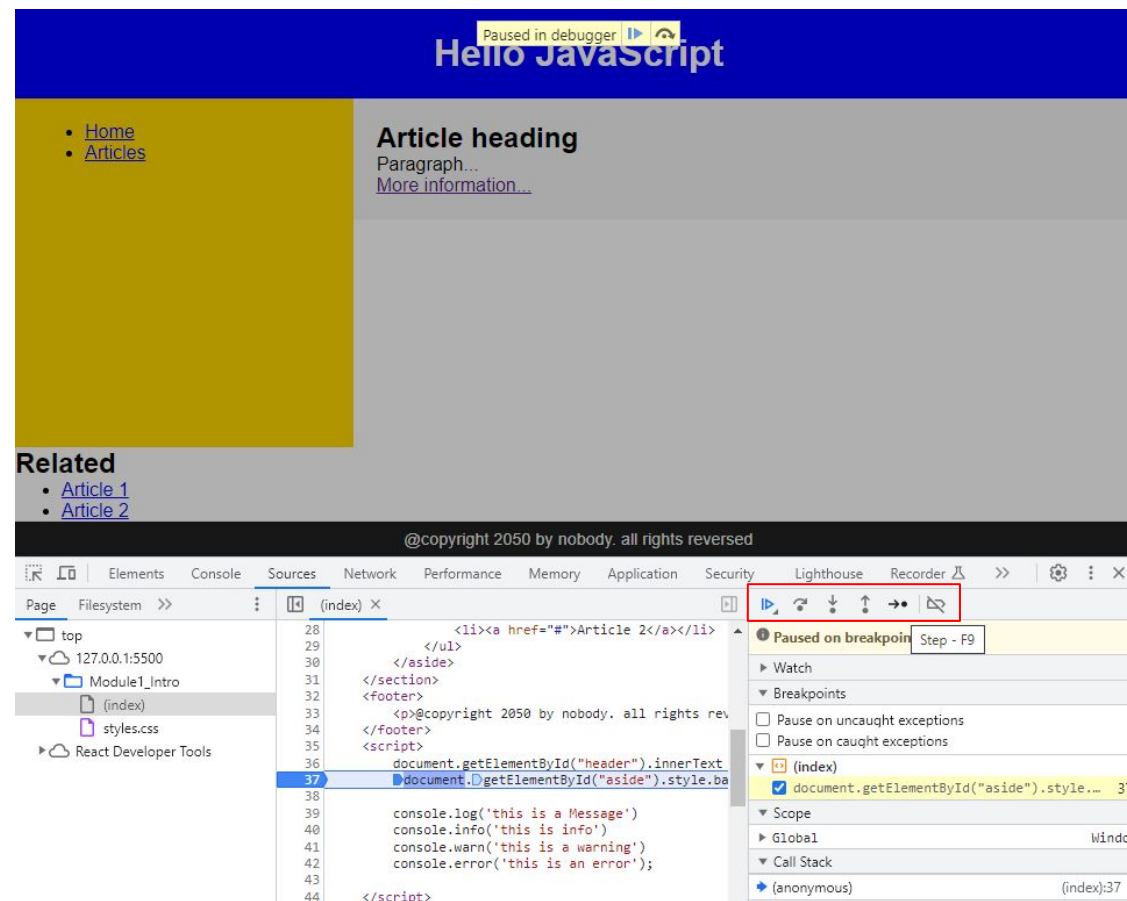 Paused in debugger
Hello JavaScript
Home
Articles
Article heading
Paragraph...
More information...
Related
Article 1
Article 2
@copyright 2050 by nobody. all rights reversed
Elements Console Sources Network Performance Memory Application Security Lighthouse Recorder
Page Filesystem
(index)
top
127.0.0.1:5500
Module1_Intro
(index)
styles.css
React Developer Tools
28 <li><a href="#">Article 2</a></li>
29 </ul>
30 </aside>
31 </section>
32 <footer>
33 <p>@copyright 2050 by nobody. all rights rev
34 </footer>
35 <script>
36 document.getElementById("header").innerText
37 document.getElementById("aside").style.ba
38
39 console.log('this is a Message')
40 console.info('this is info')
41 console.warn('this is a warning')
42 console.error('this is an error');
43
44 </script>
Paused on breakpoin
Step - F9
Watch
Breakpoints
Pause on uncaught exceptions
Pause on caught exceptions
(index)
document.getElementById("aside").style.… 37
Scope
Global Windo
Call Stack
(anonymous) (index):37